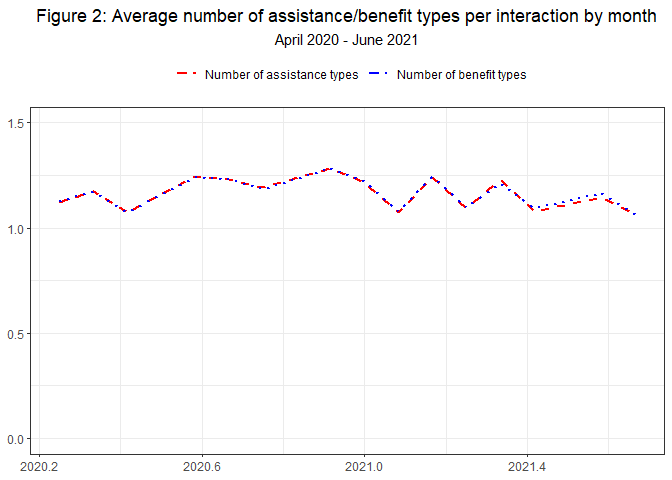 Figure 2: Average number of assistance/benefit types per interaction by month
April 2020 - June 2021
Number of assistance types Number of benefit types
1.5
1.0
0.5
0.0
2020.2 2020.6 2021.0 2021.4